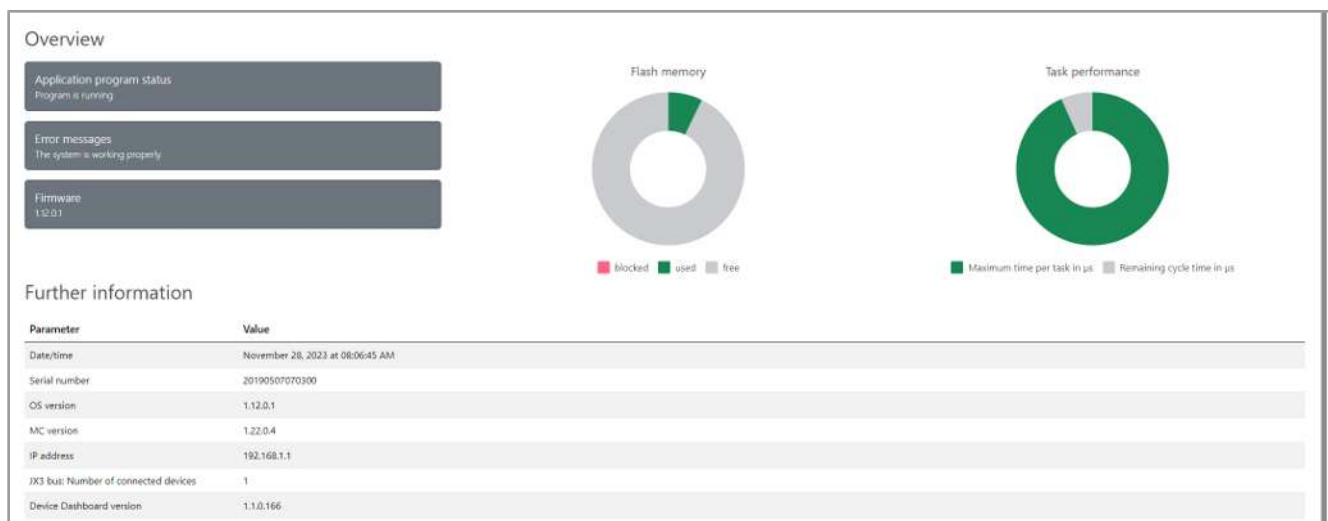 Overview
Application program status
Program is running
Error messages
The system is working properly
Firmware
1.12.0.1
Flash memory
blocked used free
Task performance
Maximum time per task in µs Remaining cycle time in µs
Further information
Parameter Value
Date/time November 28, 2023 at 08:06:45 AM
Serial number 20190507070300
OS version 1.12.0.1
MC version 1.22.0.4
IP address 192.168.1.1
JX3 bus: Number of connected devices 1
Device Dashboard version 1.1.0.166